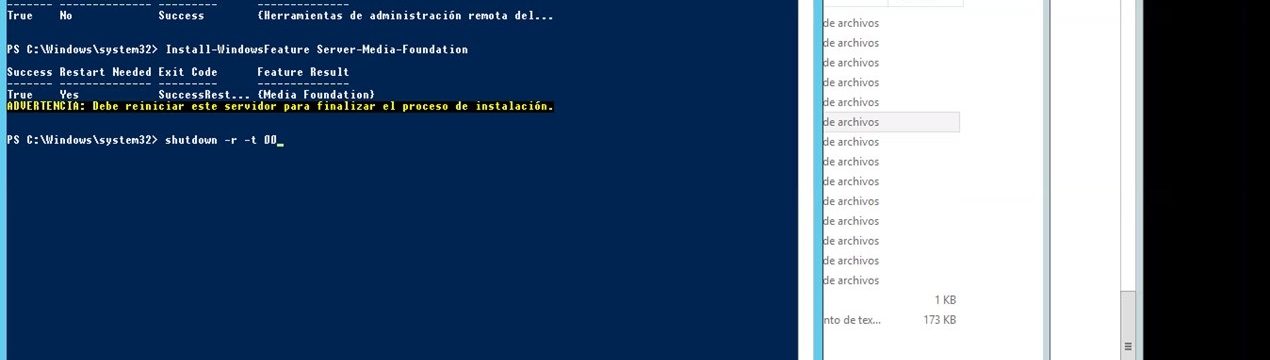 ------- -------------- --------- --------------
True No Success {Herramientas de administración remota del...
PS C:\Windows\system32> Install-WindowsFeature Server-Media-Foundation
Success Restart Needed Exit Code Feature Result
------- -------------- --------- --------------
True Yes SuccessRest... {Media Foundation}
ADVERTENCIA: Debe reiniciar este servidor para finalizar el proceso de instalación.
PS C:\Windows\system32> shutdown -r -t 00_
de archivos
de archivos
de archivos
de archivos
de archivos
de archivos
de archivos
de archivos
de archivos
de archivos
de archivos
de archivos
de archivos
de archivos
1 KB
nto de tex... 173 KB